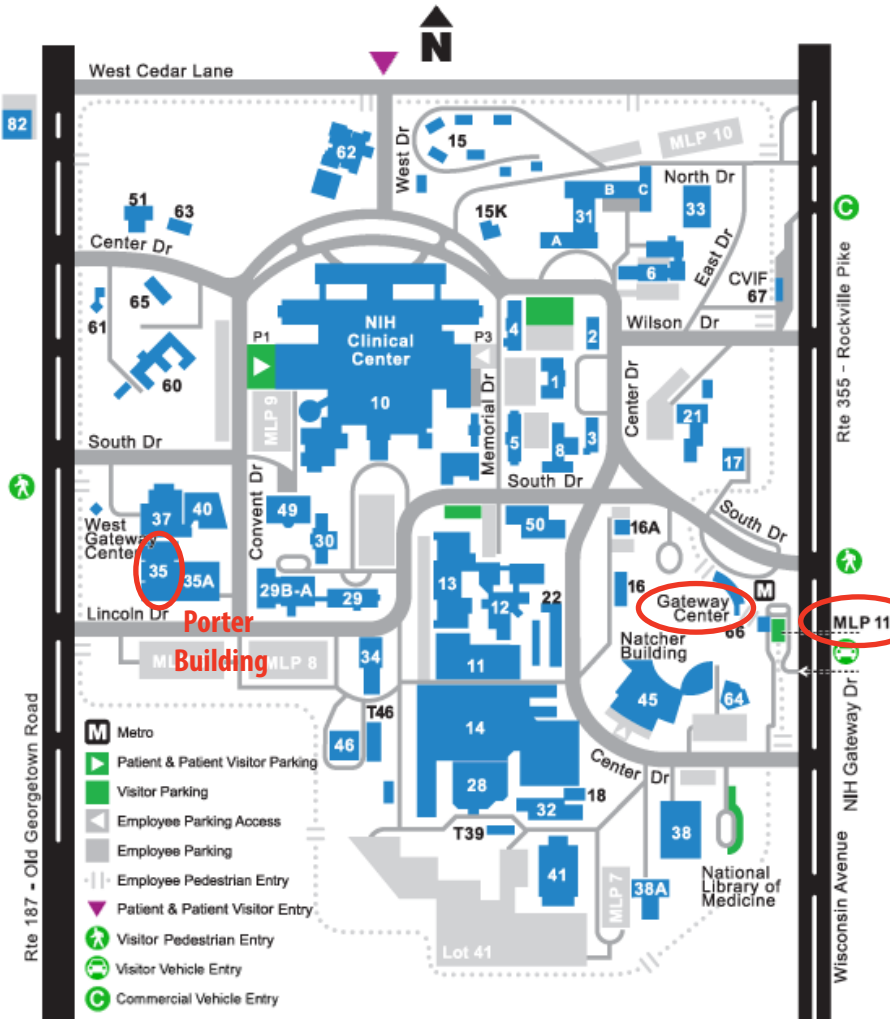 N
West Cedar Lane
82
62
West Dr
15
MLP 10
North Dr
B
C
51
63
15K
31
33
A
C
Center Dr
6
East Dr
CVIF
67
Rte 355 - Rockville Pike
65
61
NIH
Clinical
Center
P1
P3
4
2
Wilson Dr
60
10
1
Center Dr
MLP 9
Memorial Dr
5
8
3
21
South Dr
17
South Dr
37
40
Convent Dr
49
50
16A
South Dr
West
Gateway
Center
30
35
35A
13
12
22
16
M
29B-A
29
Gateway
Center
66
MLP 11
Lincoln Dr
Porter
Building
ML
MLP 8
34
11
Natcher
Building
45
64
T46
46
14
Center Dr
NIH Gateway Dr
28
18
32
T39
38
41
MLP 7
38A
National
Library of
Medicine
Lot 41
Wisconsin Avenue
Rte 187 - Old Georgetown Road
M Metro
Patient & Patient Visitor Parking
Visitor Parking
Employee Parking Access
Employee Parking
Employee Pedestrian Entry
Patient & Patient Visitor Entry
Visitor Pedestrian Entry
Visitor Vehicle Entry
C Commercial Vehicle Entry